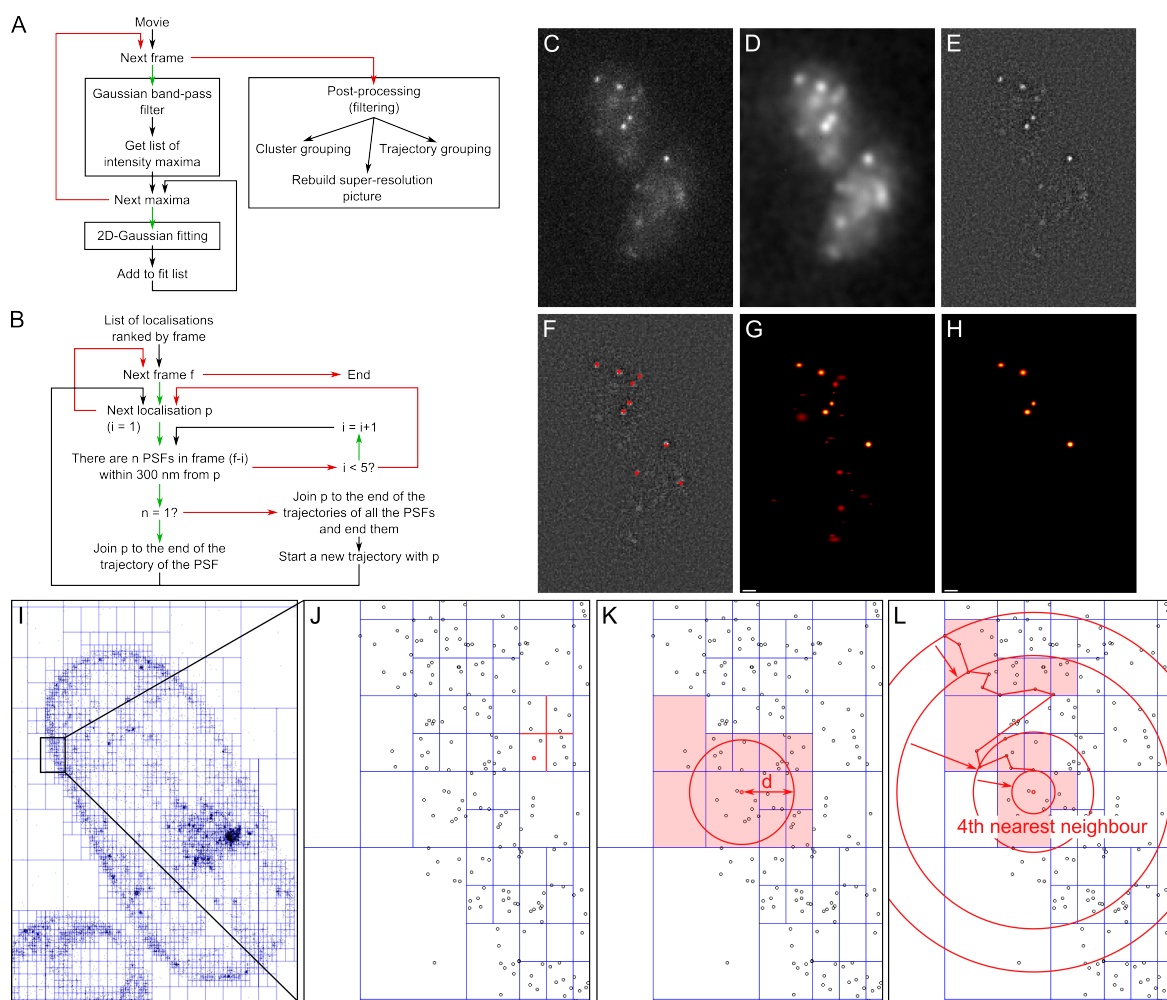 A
Movie
Next frame
Gaussian band-pass
filter
Get list of
intensity maxima
Next maxima
2D-Gaussian fitting
Add to fit list
Post-processing
(filtering)
Cluster grouping
Trajectory grouping
Rebuild super-resolution
picture
B
List of localisations
ranked by frame
Next frame f
End
Next localisation p
(i = 1)
i = i+1
There are n PSFs in frame (f-i)
within 300 nm from p
i < 5?
n = 1?
Join p to the end of the
trajectories of all the PSFs
and end them
Join p to the end of the
trajectory of the PSF
Start a new trajectory with p
C
D
E
F
G
H
I
J
K
d
L
4th nearest neighbour